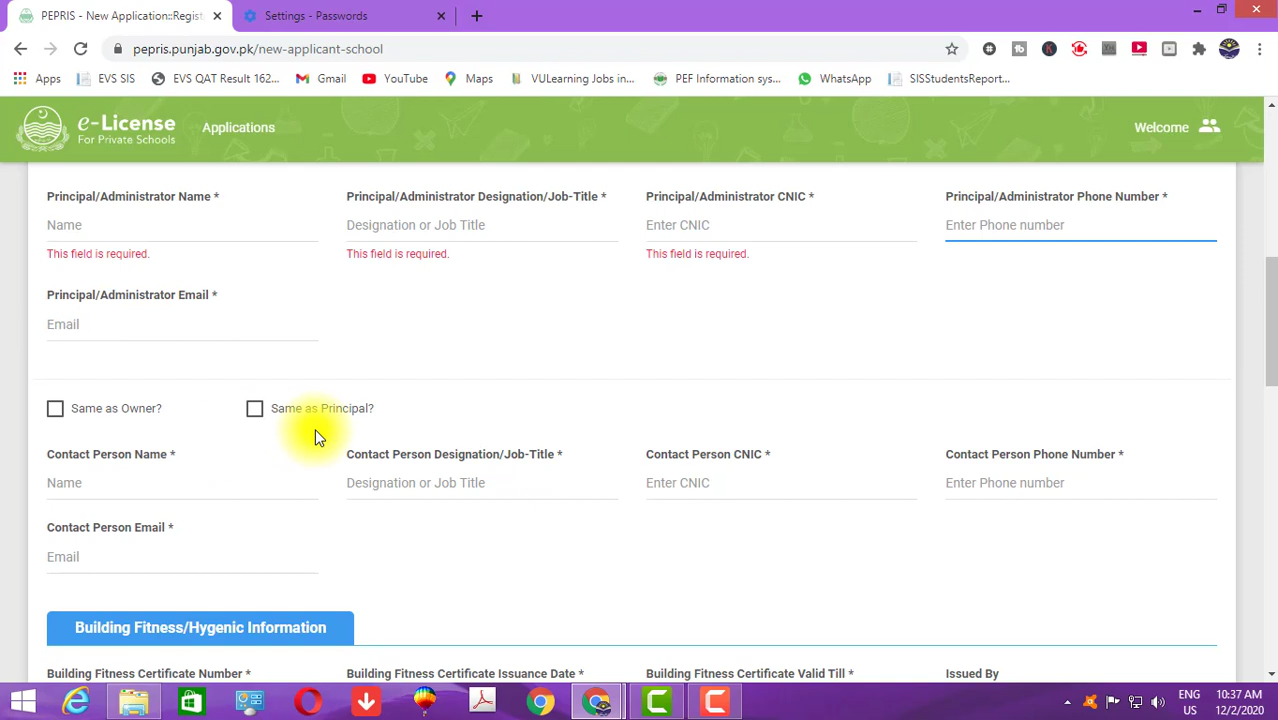 PEPRIS - New Application::Regist
Settings - Passwords
pepris.punjab.gov.pk/new-applicant-school
Apps EVS SIS EVS QAT Result 162... Gmail YouTube Maps VULearning Jobs in... PEF Information sys... WhatsApp SISStudentsReport...
e-License
For Private Schools
Applications
Welcome
Principal/Administrator Name * Principal/Administrator Designation/Job-Title * Principal/Administrator CNIC * Principal/Administrator Phone Number *
Name Designation or Job Title Enter CNIC Enter Phone number
This field is required. This field is required. This field is required.
Principal/Administrator Email *
Email
Same as Owner? Same as Principal?
Contact Person Name * Contact Person Designation/Job-Title * Contact Person CNIC * Contact Person Phone Number *
Name Designation or Job Title Enter CNIC Enter Phone number
Contact Person Email *
Email
Building Fitness/Hygenic Information
Building Fitness Certificate Number * Building Fitness Certificate Issuance Date * Building Fitness Certificate Valid Till * Issued By
ENG 10:37 AM
US 12/2/2020